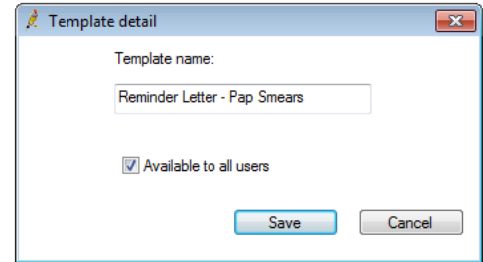 Template detail
Template name:
Reminder Letter - Pap Smears
Available to all users
Save Cancel